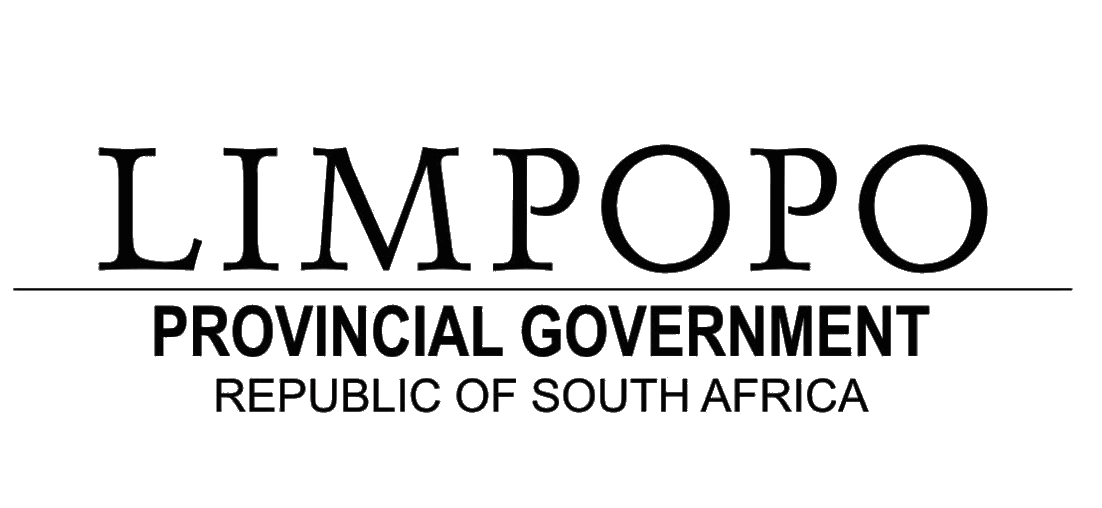 LIMPOPO
PROVINCIAL GOVERNMENT
REPUBLIC OF SOUTH AFRICA